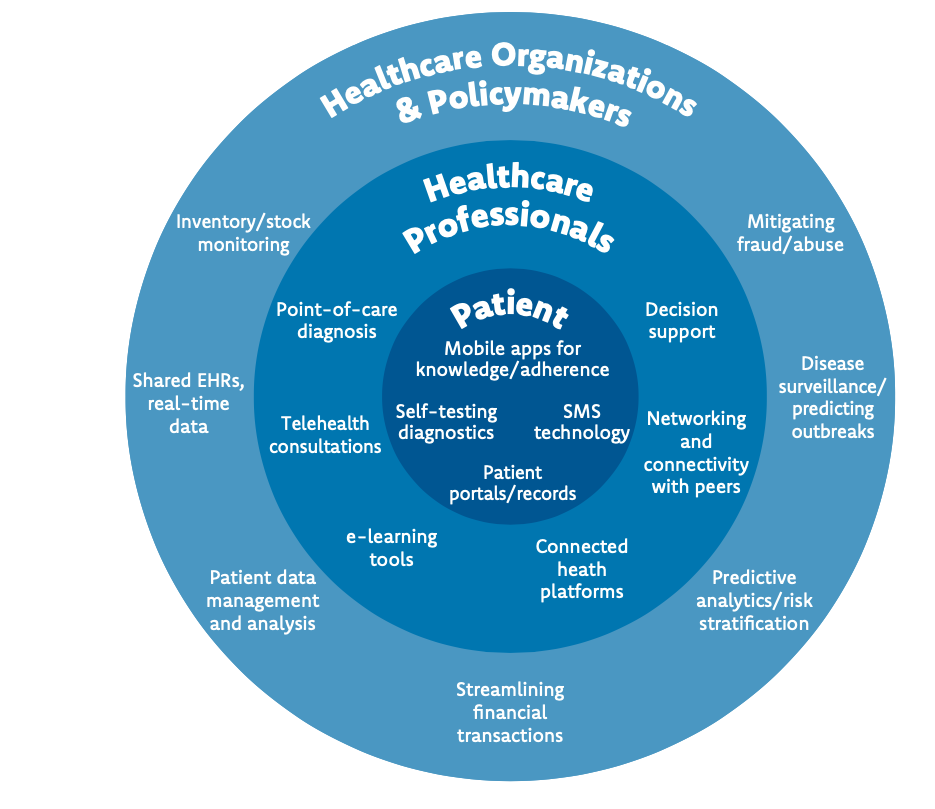 Healthcare Organizations
& Policymakers
Healthcare
Professionals
Patient
Mobile apps for
knowledge/adherence
Self-testing
diagnostics
SMS
technology
Patient
portals/records
Point-of-care
diagnosis
Decision
support
Telehealth
consultations
Networking
and
connectivity
with peers
e-learning
tools
Connected
heath
platforms
Inventory/stock
monitoring
Mitigating
fraud/abuse
Shared EHRs,
real-time
data
Disease
surveillance/
predicting
outbreaks
Patient data
management
and analysis
Predictive
analytics/risk
stratification
Streamlining
financial
transactions